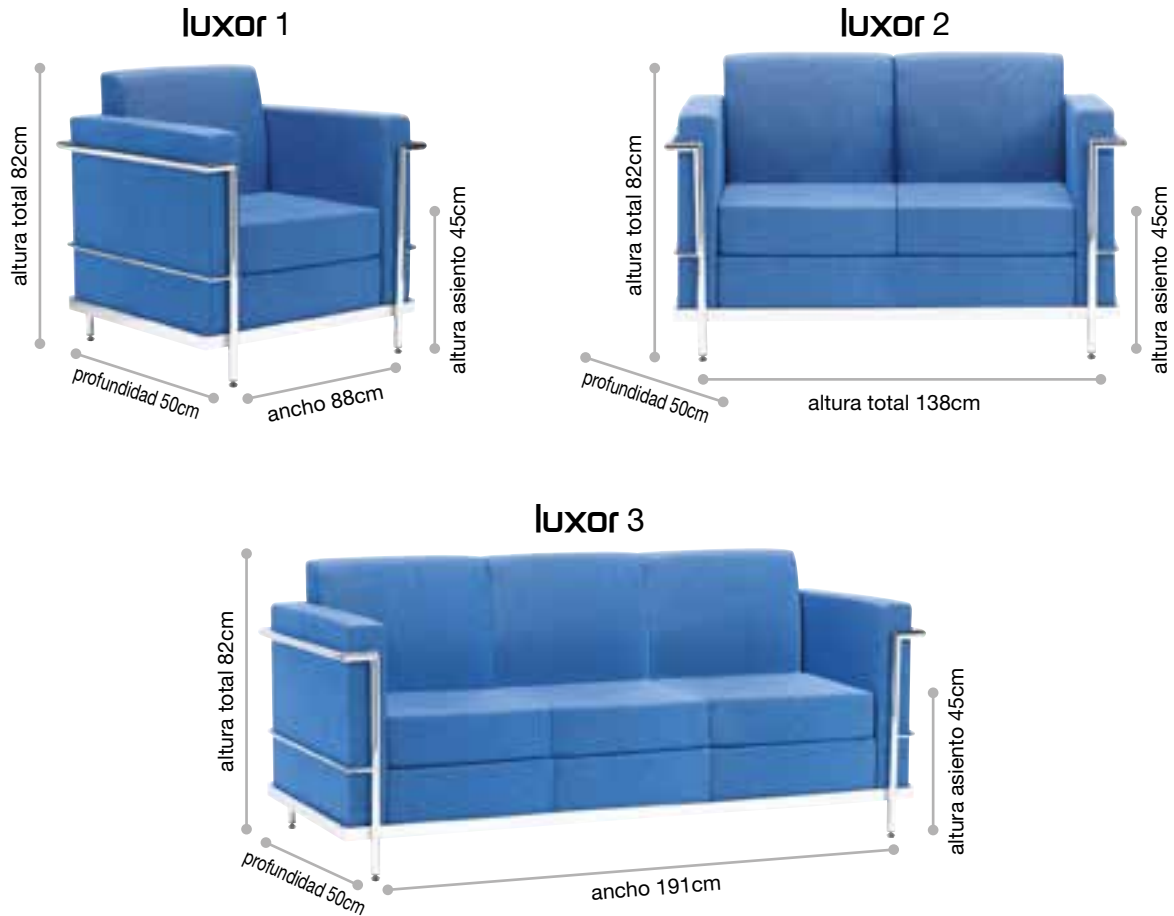 luxor 1
altura total 82cm
altura asiento 45cm
profundidad 50cm
ancho 88cm
luxor 2
altura total 82cm
altura asiento 45cm
profundidad 50cm
altura total 138cm
luxor 3
altura total 82cm
altura asiento 45cm
profundidad 50cm
ancho 191cm